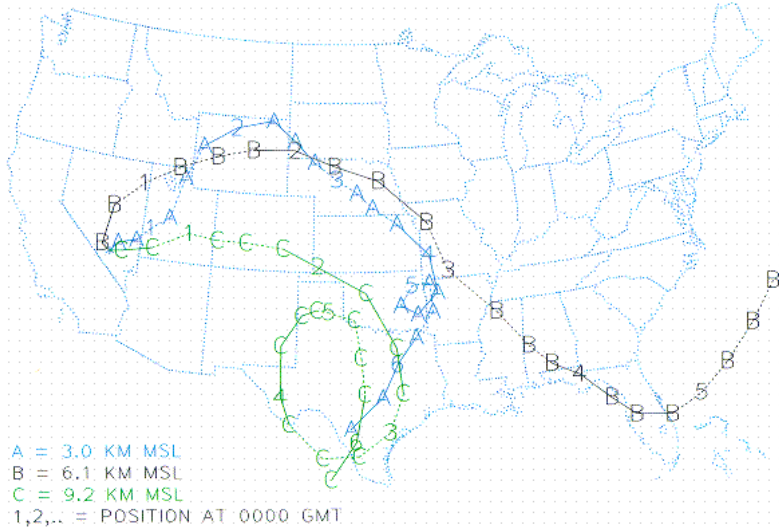 A = 3.0 KM MSL
B = 6.1 KM MSL
C = 9.2 KM MSL
1,2,.. = POSITION AT 0000 GMT